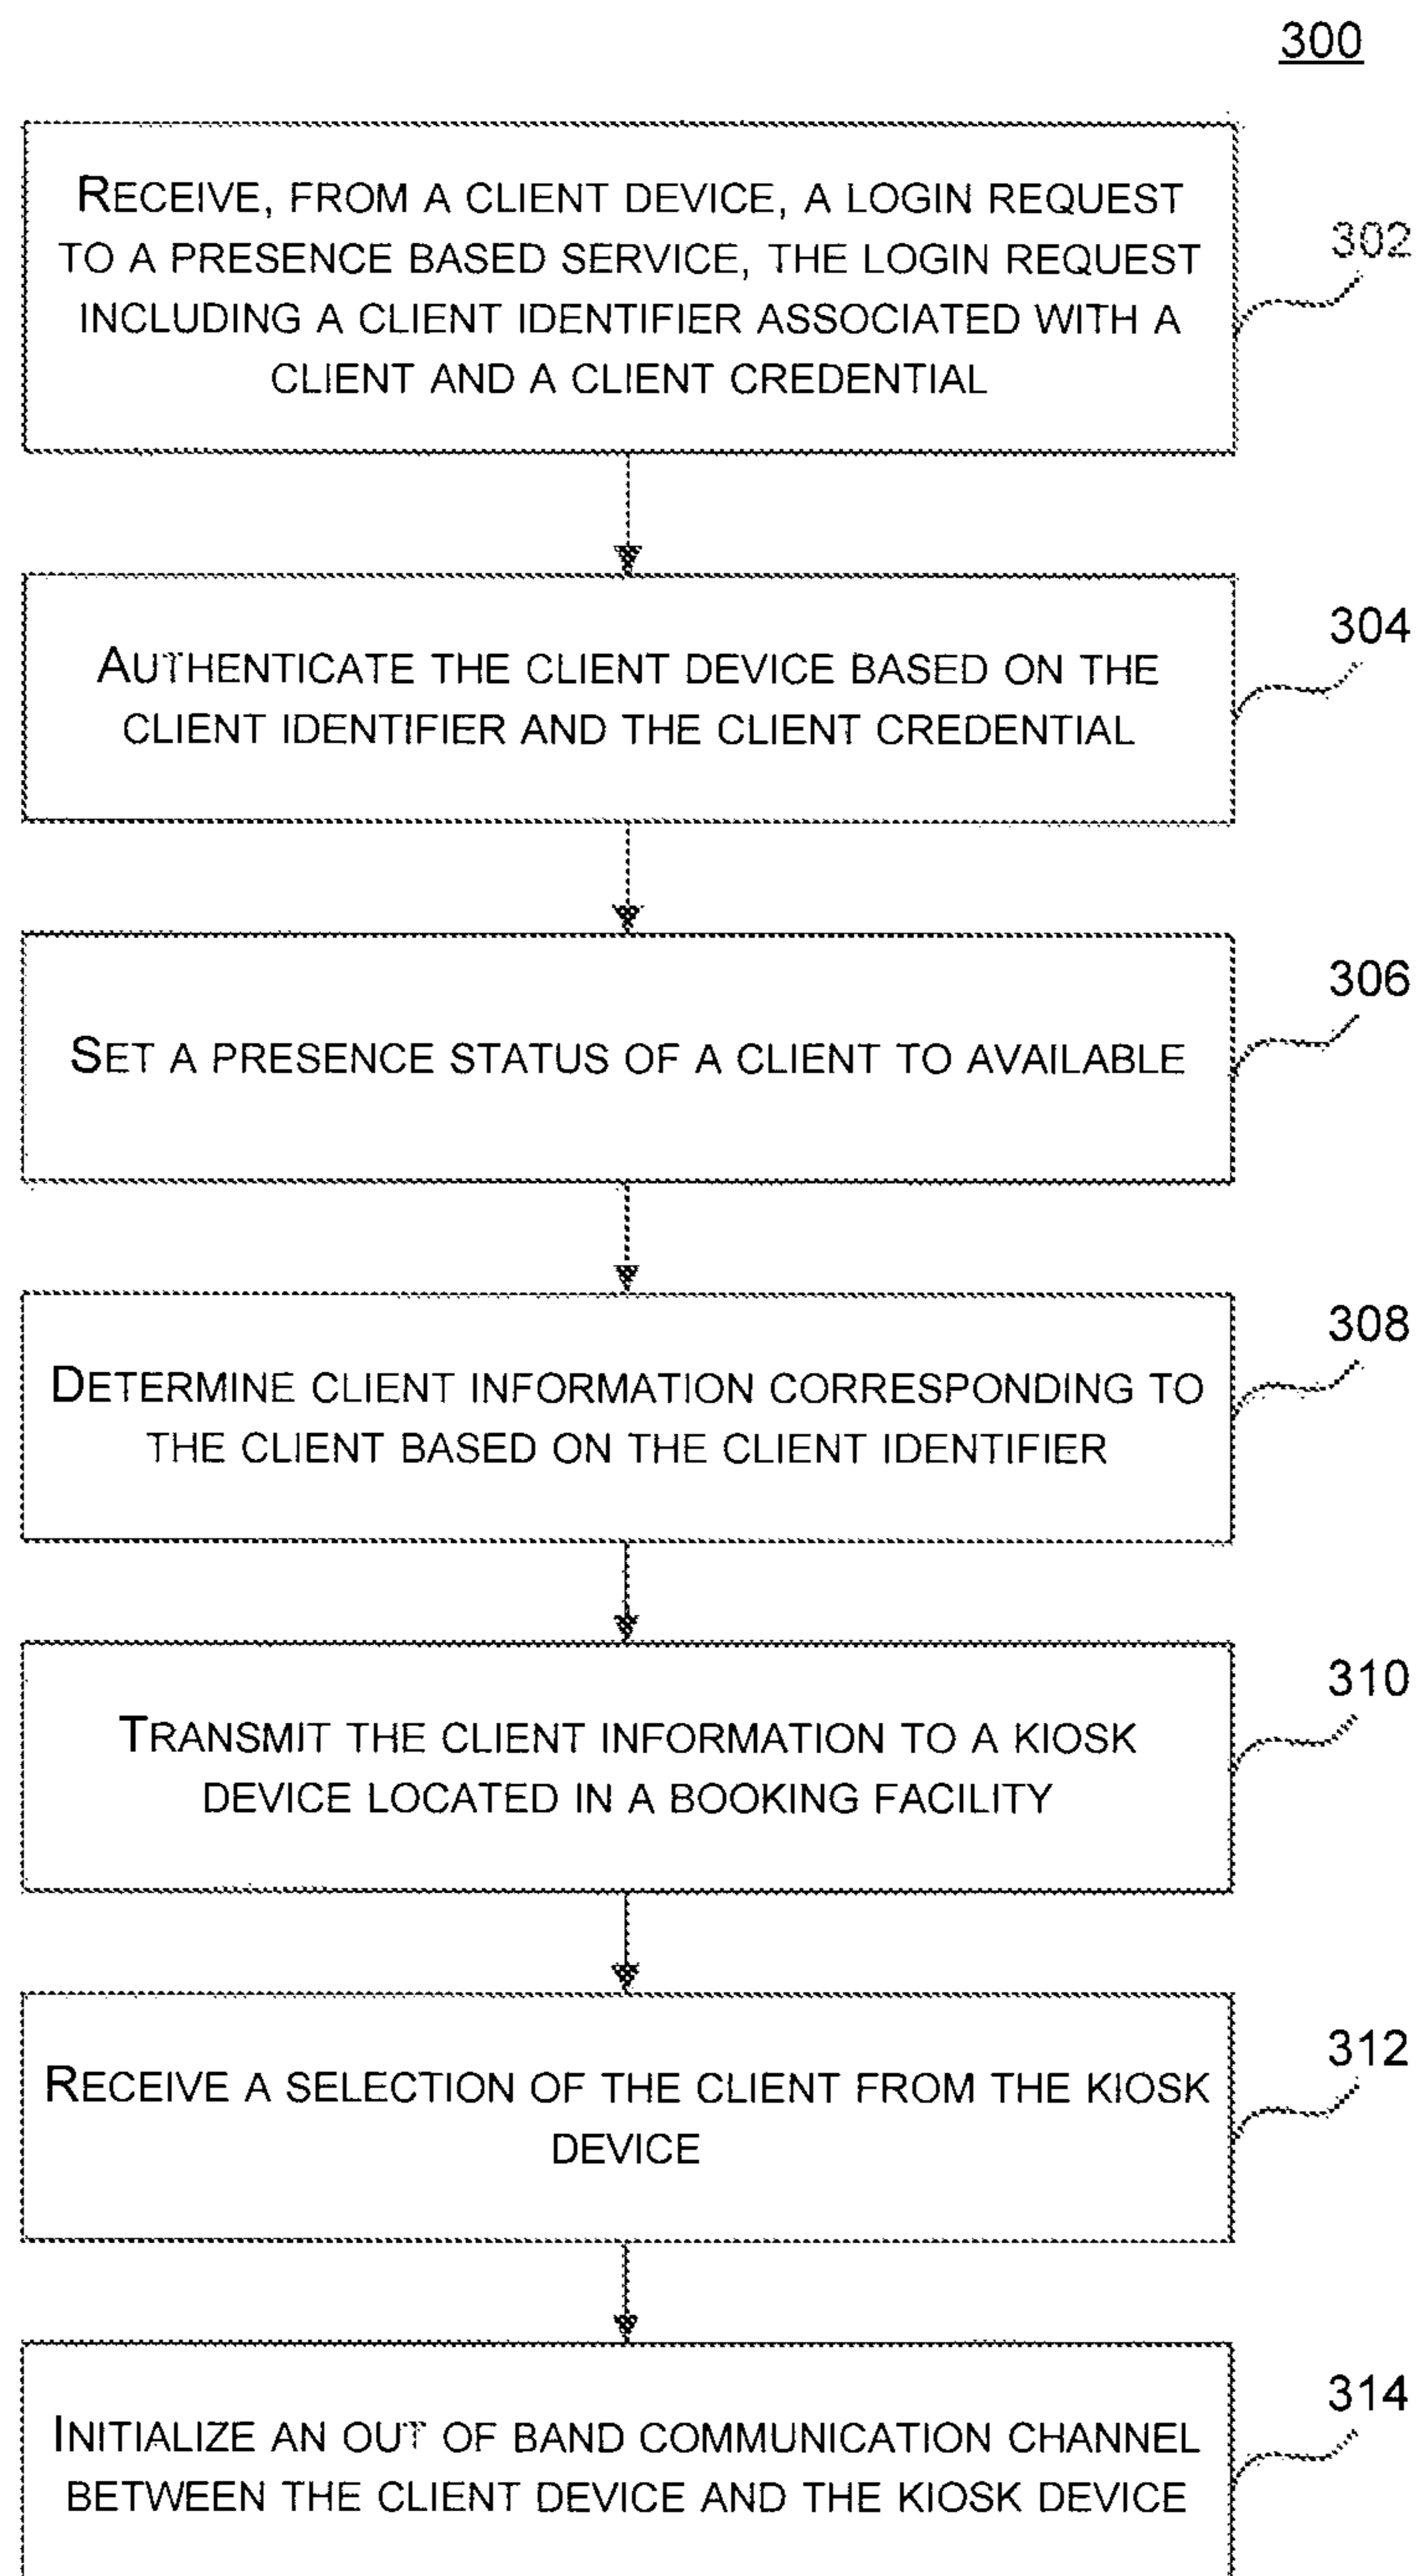 300
RECEIVE, FROM A CLIENT DEVICE, A LOGIN REQUEST
TO A PRESENCE BASED SERVICE, THE LOGIN REQUEST
INCLUDING A CLIENT IDENTIFIER ASSOCIATED WITH A
CLIENT AND A CLIENT CREDENTIAL
302
AUTHENTICATE THE CLIENT DEVICE BASED ON THE
CLIENT IDENTIFIER AND THE CLIENT CREDENTIAL
304
SET A PRESENCE STATUS OF A CLIENT TO AVAILABLE
306
DETERMINE CLIENT INFORMATION CORRESPONDING TO
THE CLIENT BASED ON THE CLIENT IDENTIFIER
308
TRANSMIT THE CLIENT INFORMATION TO A KIOSK
DEVICE LOCATED IN A BOOKING FACILITY
310
RECEIVE A SELECTION OF THE CLIENT FROM THE KIOSK
DEVICE
312
INITIALIZE AN OUT OF BAND COMMUNICATION CHANNEL
BETWEEN THE CLIENT DEVICE AND THE KIOSK DEVICE
314